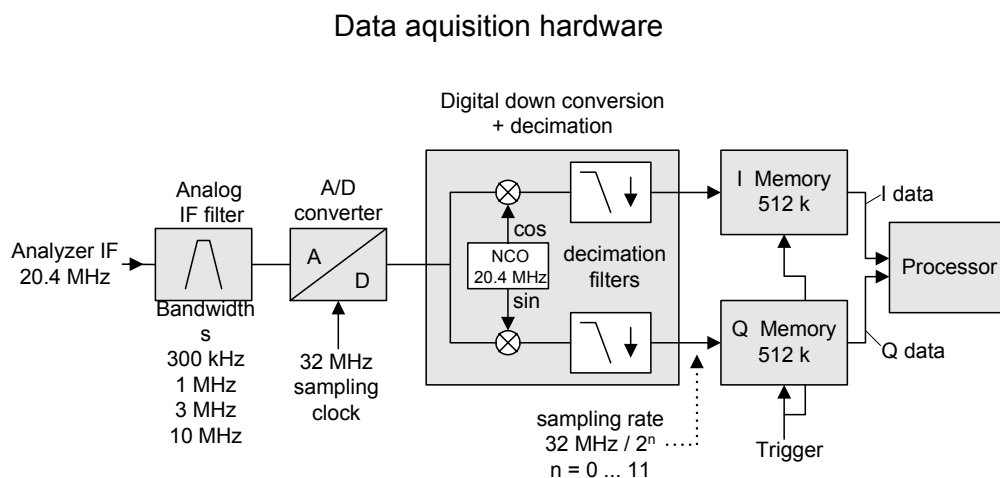 Data aquisition hardware
Digital down conversion
+ decimation
Analog
IF filter
A/D
converter
Analyzer IF
20.4 MHz
A
D
cos
NCO
20.4 MHz
sin
decimation
filters
I Memory
512 k
I data
Processor
Q Memory
512 k
Q data
Bandwidth
s
300 kHz
1 MHz
3 MHz
10 MHz
32 MHz
sampling
clock
sampling rate
32 MHz / 2ⁿ
n = 0 ... 11
Trigger